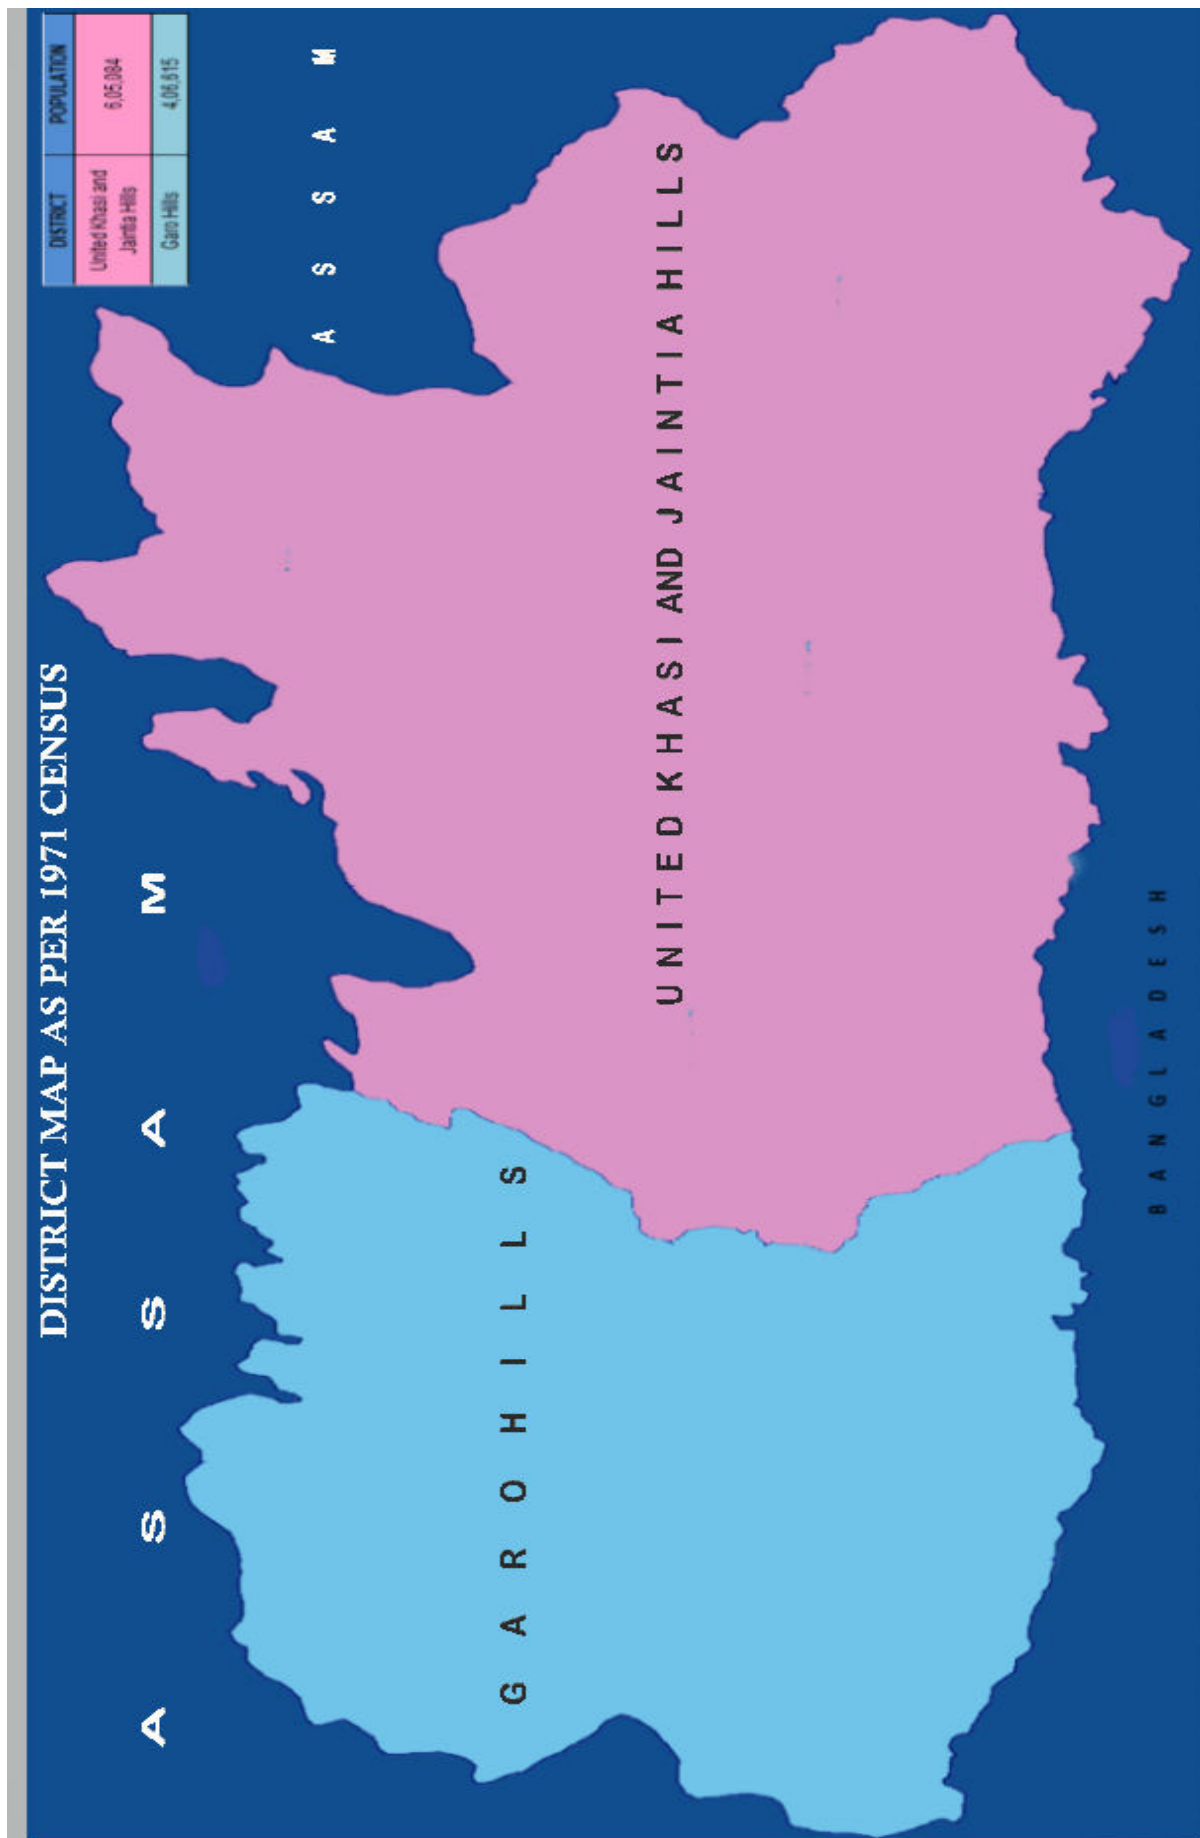 DISTRICT MAP AS PER 1971 CENSUS
DISTRICT POPULATION
United Khasi and
Jaintia Hills 6,05,084
Garo Hills 4,06,615
A S S A M
A S S A M
G A R O H I L L S
U N I T E D K H A S I AND J A I N T I A H I L L S
B A N G L A D E S H